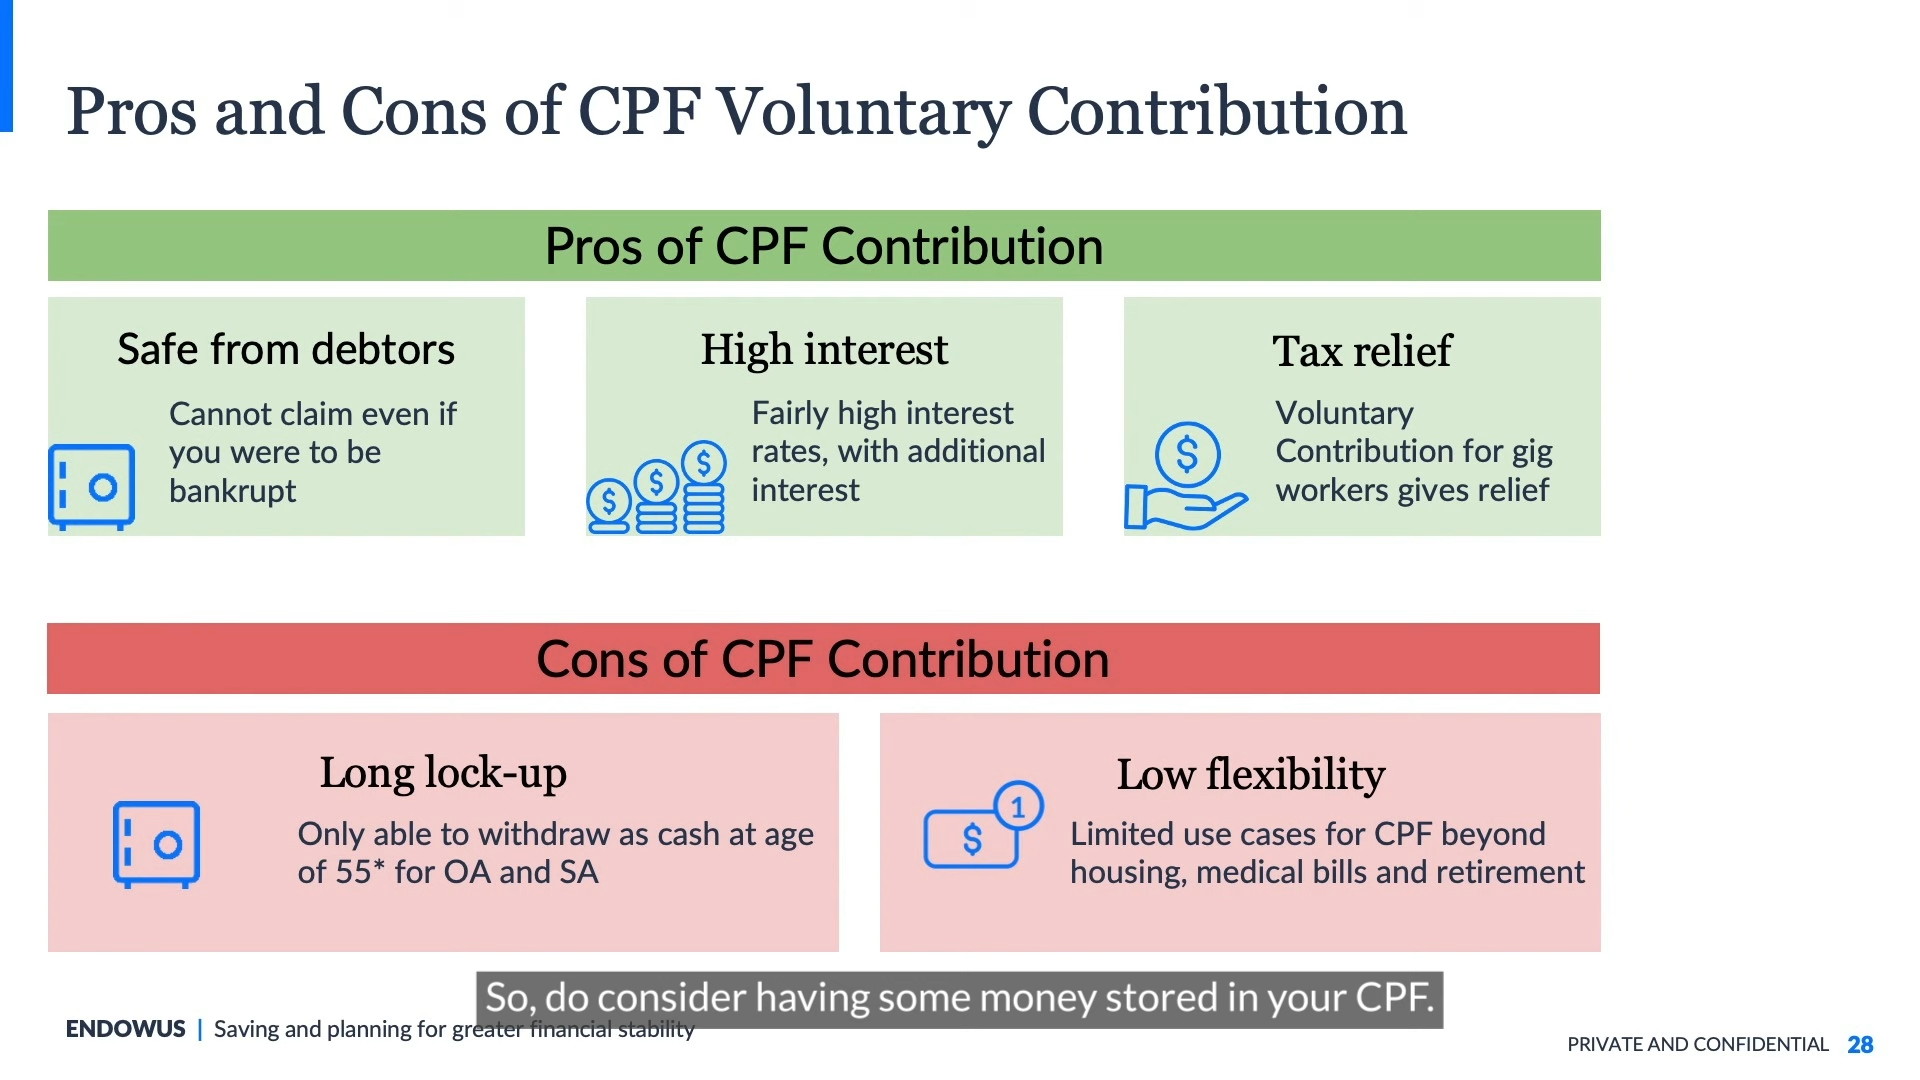 Pros and Cons of CPF Voluntary Contribution
Pros of CPF Contribution
Safe from debtors
Cannot claim even if
you were to be
bankrupt
High interest
Fairly high interest
rates, with additional
interest
Tax relief
Voluntary
Contribution for gig
workers gives relief
$
$
$
$
Cons of CPF Contribution
Long lock-up
Only able to withdraw as cash at age
of 55* for OA and SA
Low flexibility
Limited use cases for CPF beyond
housing, medical bills and retirement
1
$
So, do consider having some money stored in your CPF.
ENDOWUS | Saving and planning for greater financial stability
PRIVATE AND CONFIDENTIAL 28